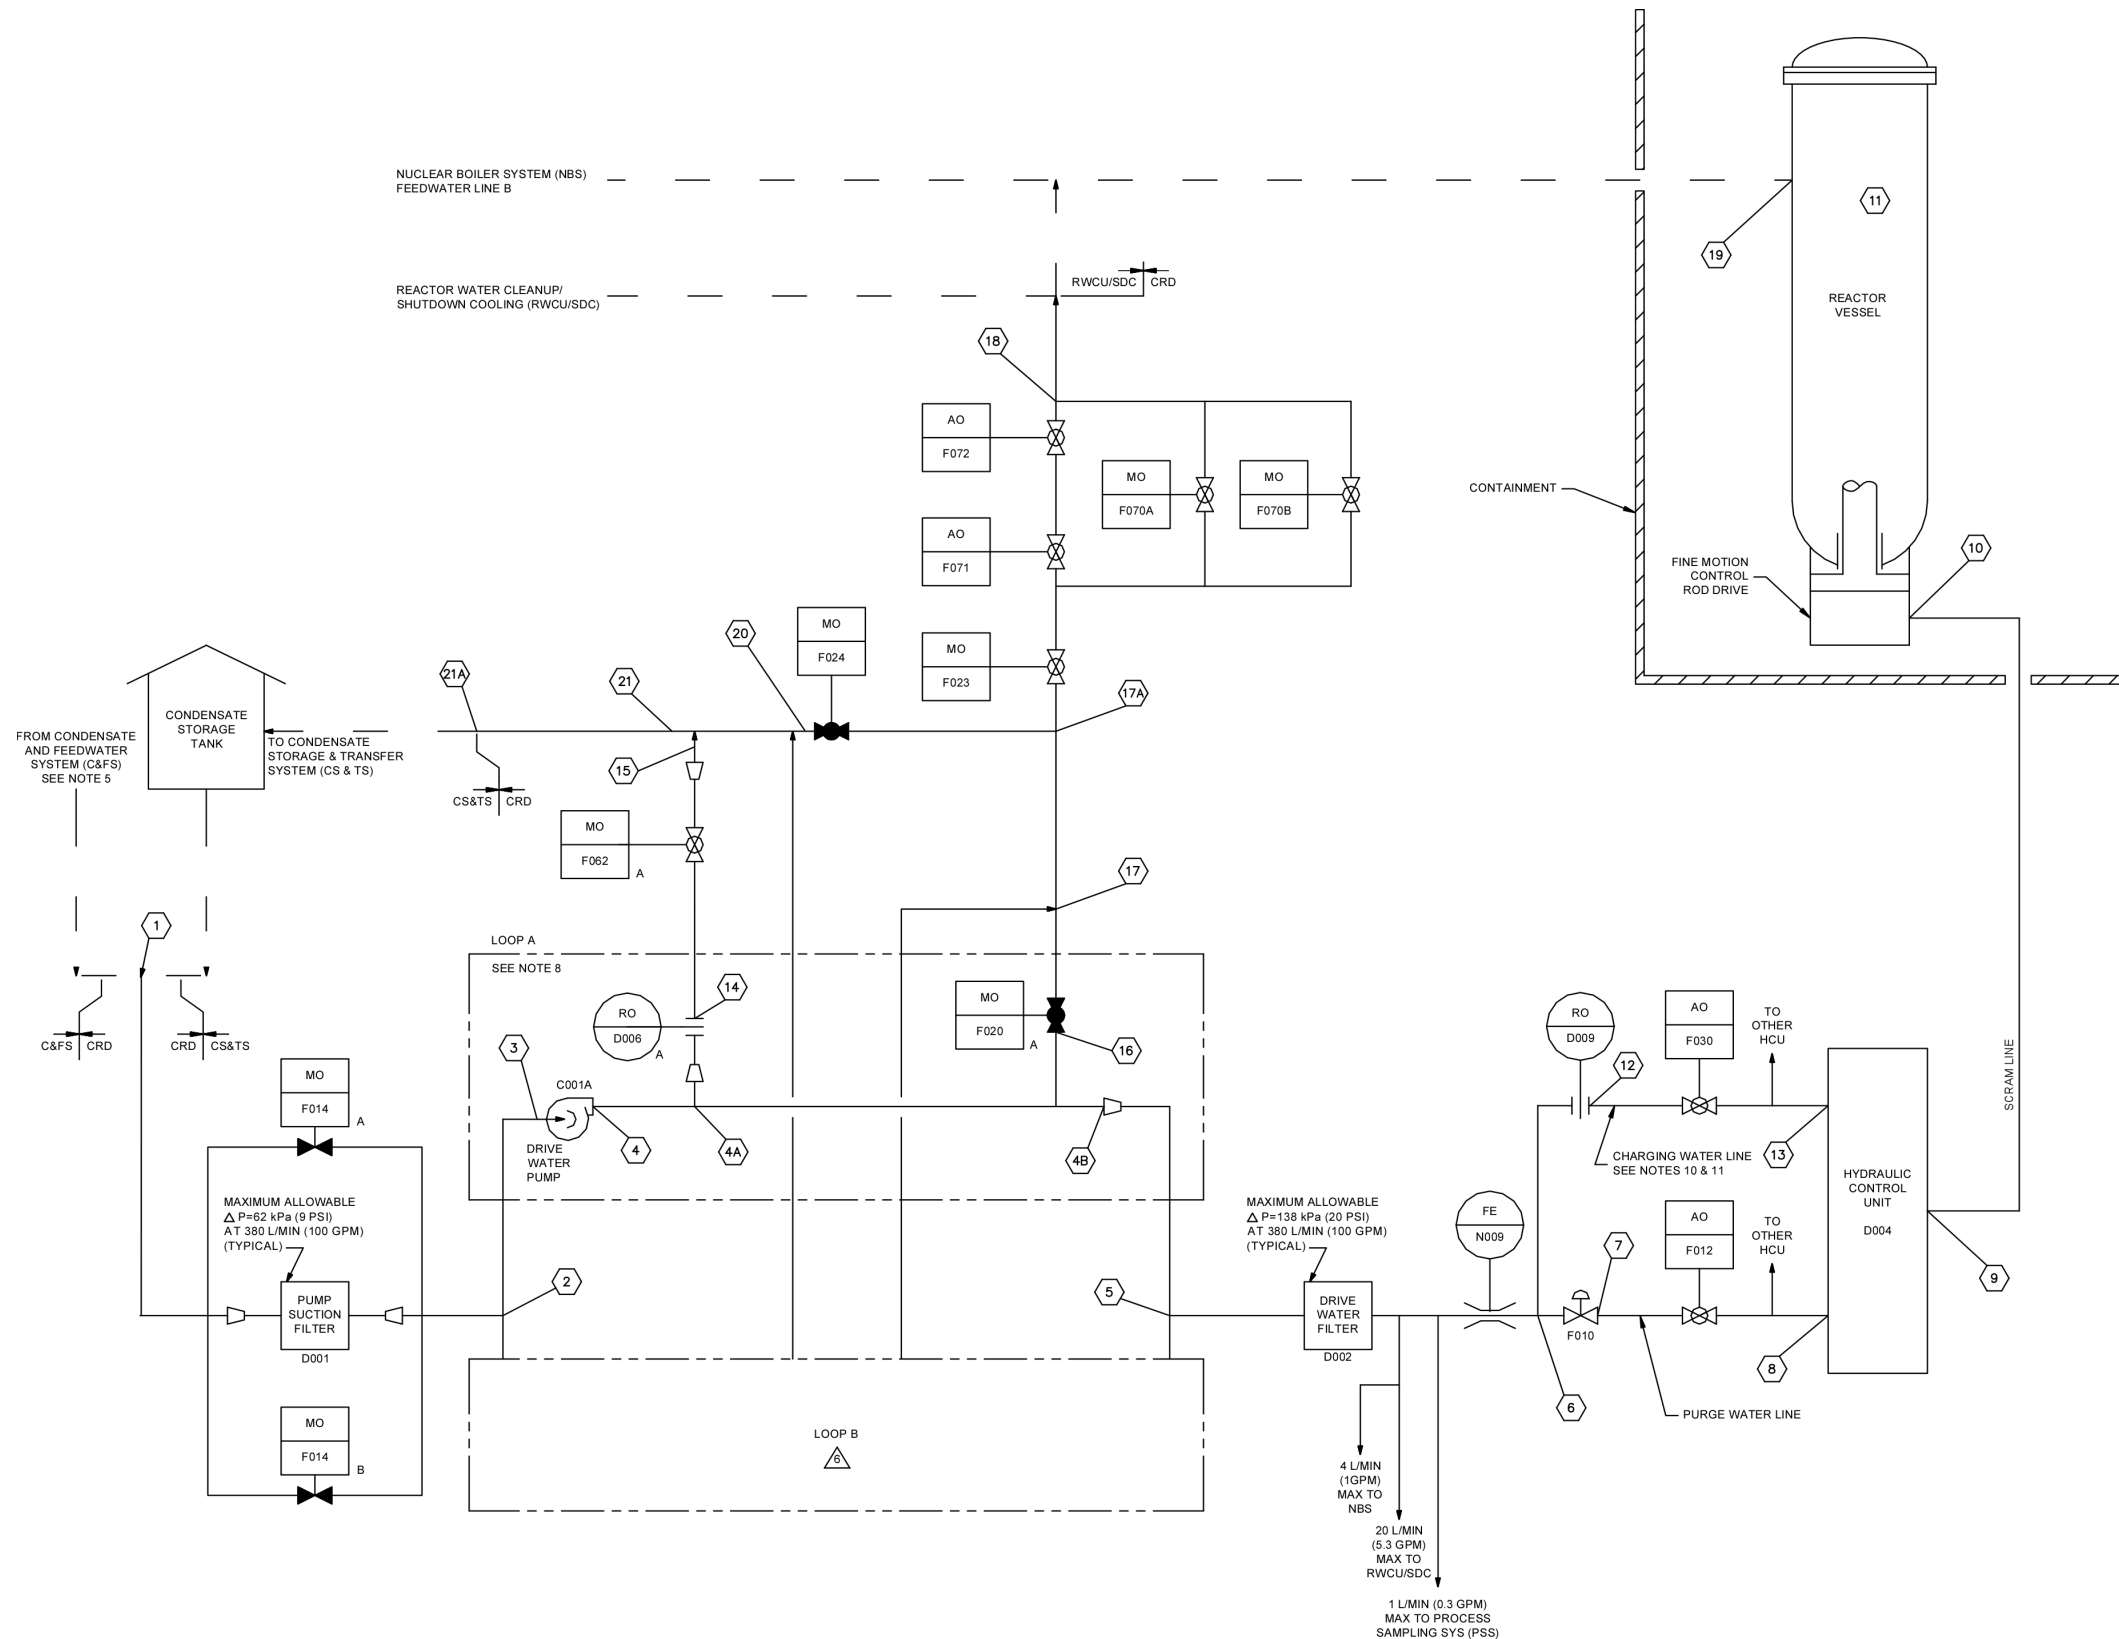 NUCLEAR BOILER SYSTEM (NBS)
FEEDWATER LINE B
11
19
REACTOR WATER CLEANUP/
SHUTDOWN COOLING (RWCU/SDC)
RWCU/SDC
CRD
REACTOR
VESSEL
18
AO
F072
MO
F070A
MO
F070B
CONTAINMENT
AO
F071
FINE MOTION
CONTROL
ROD DRIVE
10
MO
F024
20
MO
F023
21A
21
17A
CONDENSATE
STORAGE
TANK
FROM CONDENSATE
AND FEEDWATER
SYSTEM (C&FS)
SEE NOTE 5
TO CONDENSATE
STORAGE & TRANSFER
SYSTEM (CS & TS)
15
CS&TS
CRD
MO
F062
A
17
1
LOOP A
SEE NOTE 8
14
RO
D006
A
MO
F020
A
16
C&FS
CRD
CRD
CS&TS
3
C001A
4
4A
4B
DRIVE
WATER
PUMP
MO
F014
A
RO
D009
AO
F030
TO
OTHER
HCU
12
CHARGING WATER LINE
SEE NOTES 10 & 11
13
SCRAM LINE
HYDRAULIC
CONTROL
UNIT
D004
MAXIMUM ALLOWABLE
△ P=62 kPa (9 PSI)
AT 380 L/MIN (100 GPM)
(TYPICAL)
PUMP
SUCTION
FILTER
D001
2
5
MAXIMUM ALLOWABLE
△ P=138 kPa (20 PSI)
AT 380 L/MIN (100 GPM)
(TYPICAL)
DRIVE
WATER
FILTER
D002
FE
N009
7
AO
F012
TO
OTHER
HCU
9
F010
8
6
PURGE WATER LINE
MO
F014
B
LOOP B
6
4 L/MIN
(1GPM)
MAX TO
NBS
20 L/MIN
(5.3 GPM)
MAX TO
RWCU/SDC
1 L/MIN (0.3 GPM)
MAX TO PROCESS
SAMPLING SYS (PSS)